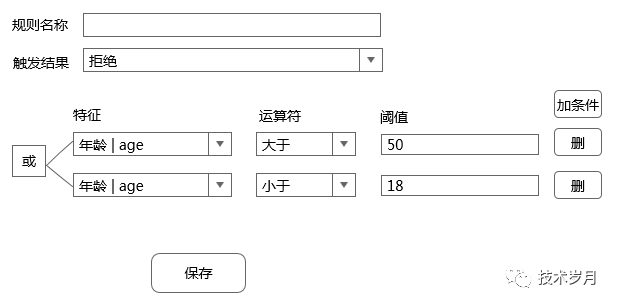 规则名称
触发结果 拒绝
加条件
特征 运算符 阈值
年龄 | age 大于 50 删
或
年龄 | age 小于 18 删
保存
技术岁月